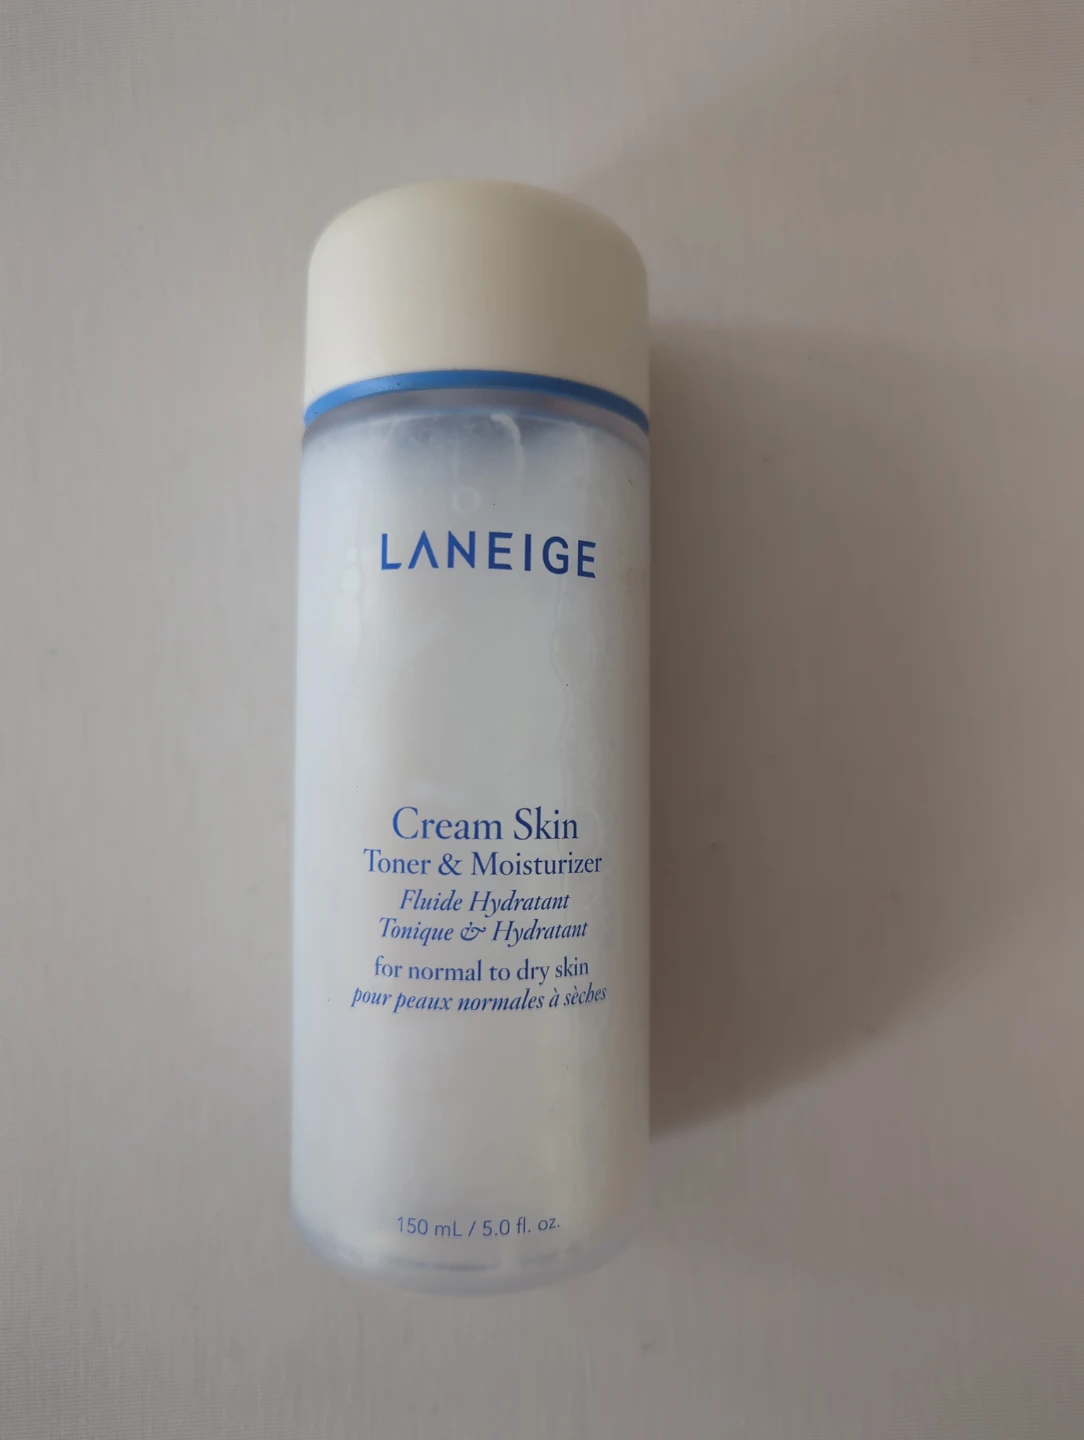 LANEIGE
Cream Skin
Toner & Moisturizer
Fluide Hydratant
Tonique & Hydratant
for normal to dry skin
pour peaux normales à sèches
150 mL / 5.0 fl. oz.